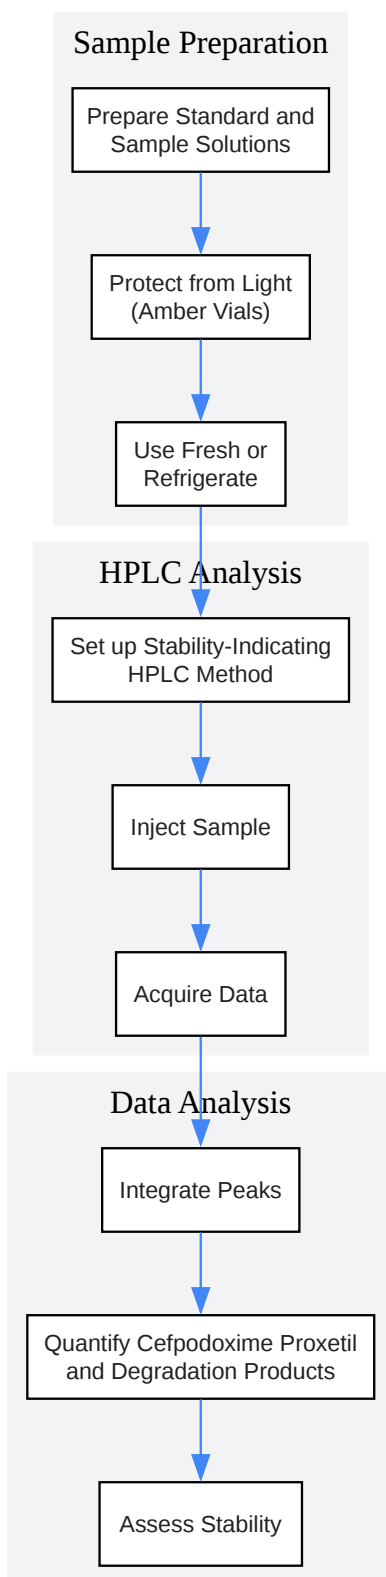 Sample Preparation
Prepare Standard and
Sample Solutions
Protect from Light
(Amber Vials)
Use Fresh or
Refrigerate
HPLC Analysis
Set up Stability-Indicating
HPLC Method
Inject Sample
Acquire Data
Data Analysis
Integrate Peaks
Quantify Cefpodoxime Proxetil
and Degradation Products
Assess Stability